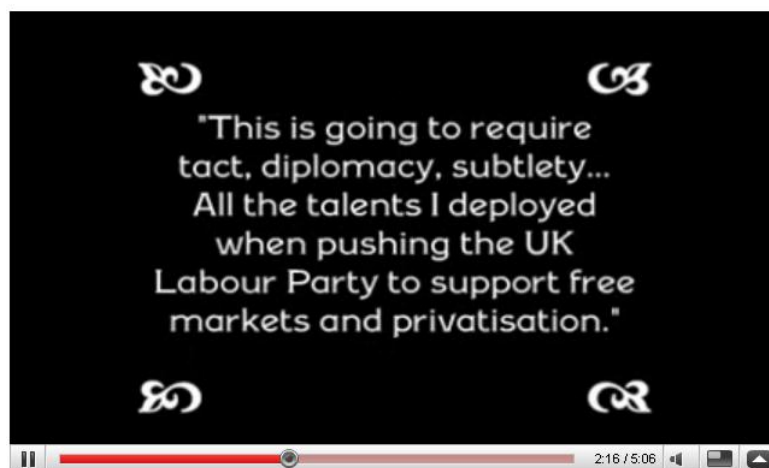 "This is going to require
tact, diplomacy, subtlety...
All the talents I deployed
when pushing the UK
Labour Party to support free
markets and privatisation."
2:16 / 5:06